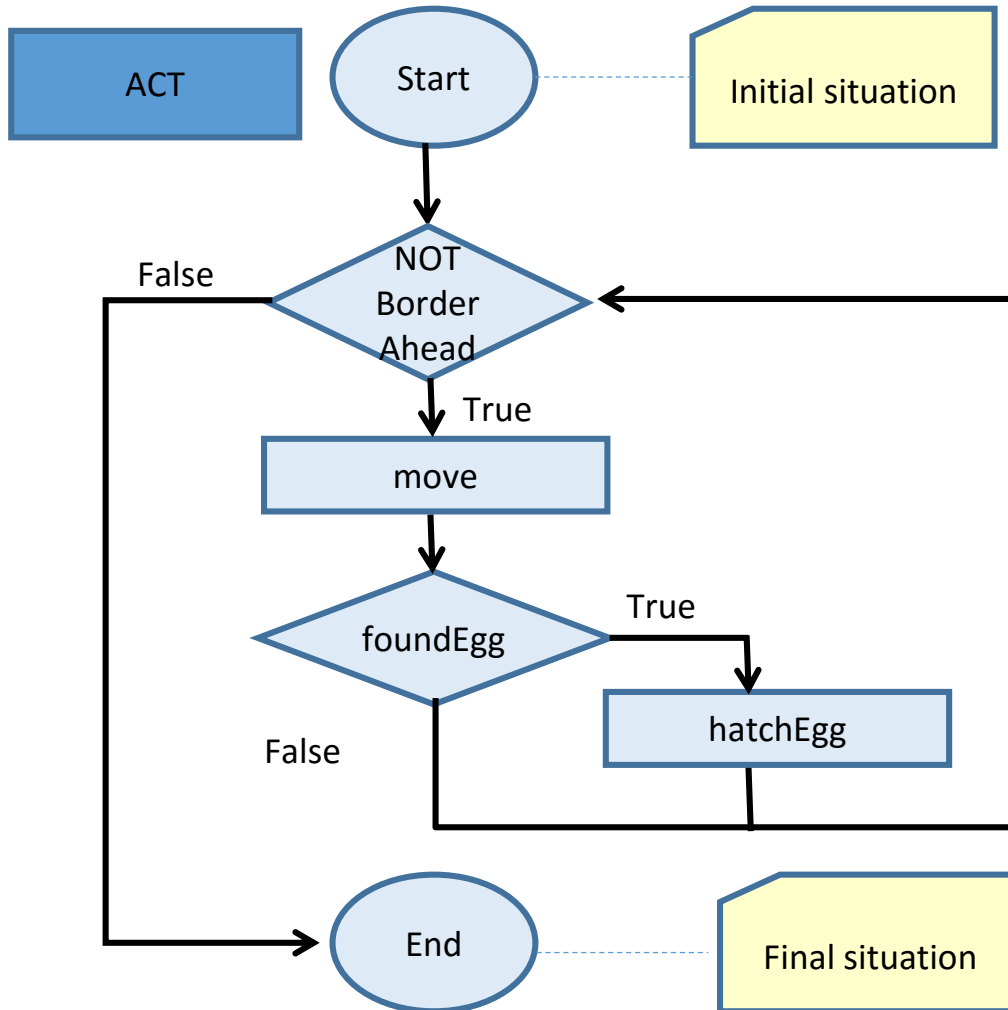 ACT
Start
Initial situation
NOT
Border
Ahead
False
True
move
foundEgg
True
hatchEgg
False
End
Final situation